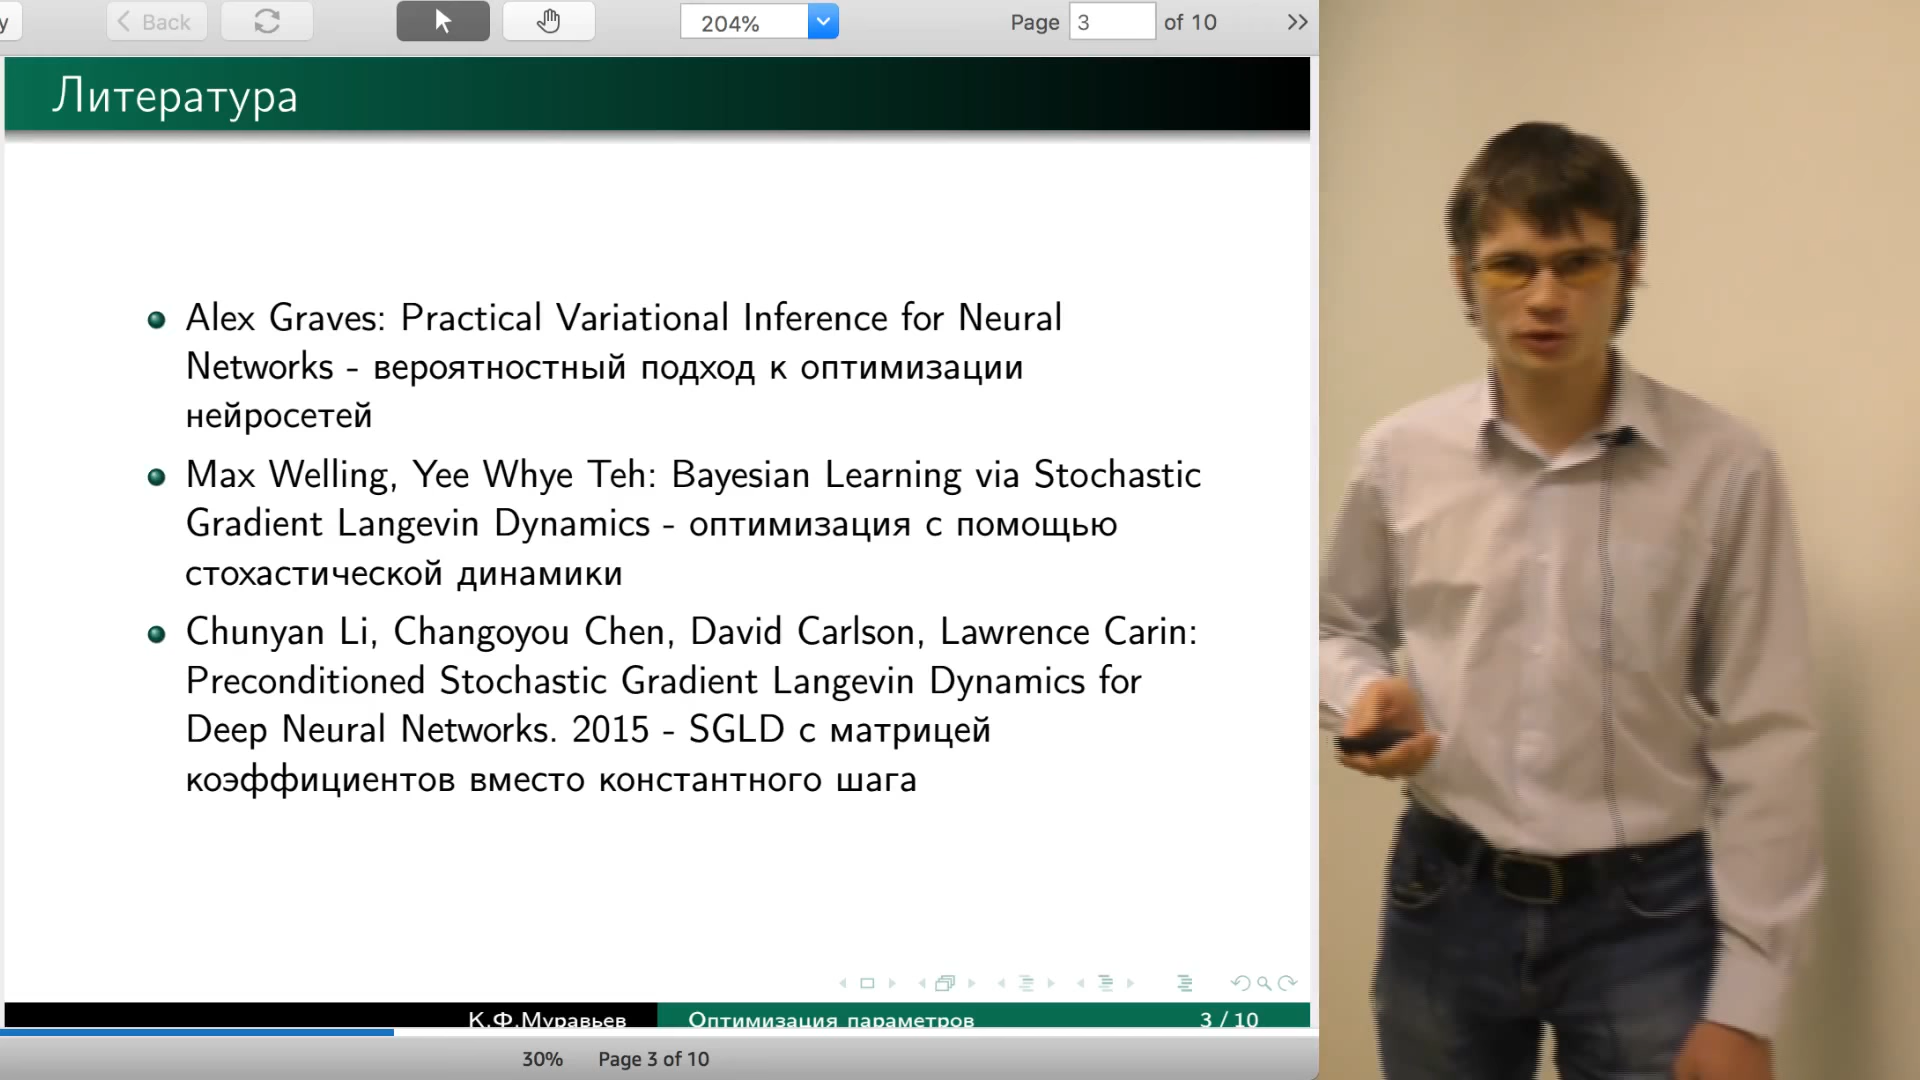 y
Back
204%
Page 3 of 10
Литература
Alex Graves: Practical Variational Inference for Neural
Networks - вероятностный подход к оптимизации
нейросетей
Max Welling, Yee Whye Teh: Bayesian Learning via Stochastic
Gradient Langevin Dynamics - оптимизация с помощью
стохастической динамики
Chunyan Li, Changoyou Chen, David Carlson, Lawrence Carin:
Preconditioned Stochastic Gradient Langevin Dynamics for
Deep Neural Networks. 2015 - SGLD с матрицей
коэффициентов вместо константного шага
К.Ф.Муравьев Оптимизация параметров 3 / 10
30% Page 3 of 10